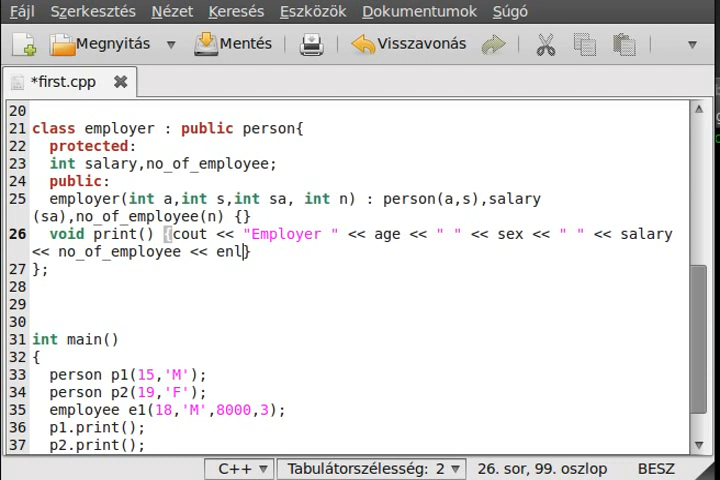 Fájl Szerkesztés Nézet Keresés Eszközök Dokumentumok Súgó
Megnyitás Mentés Visszavonás
*first.cpp
20
21 class employer : public person{
22 protected:
23 int salary,no_of_employee;
24 public:
25 employer(int a,int s,int sa, int n) : person(a,s),salary
(sa),no_of_employee(n) {}
26 void print() {cout << "Employer " << age << " " << sex << " " << salary
<< no_of_employee << enl}
27 };
28
29
30
31 int main()
32 {
33 person p1(15,'M');
34 person p2(19,'F');
35 employee e1(18,'M',8000,3);
36 p1.print();
37 p2.print();
C++ Tabulátorszélesség: 2 26. sor, 99. oszlop BESZ